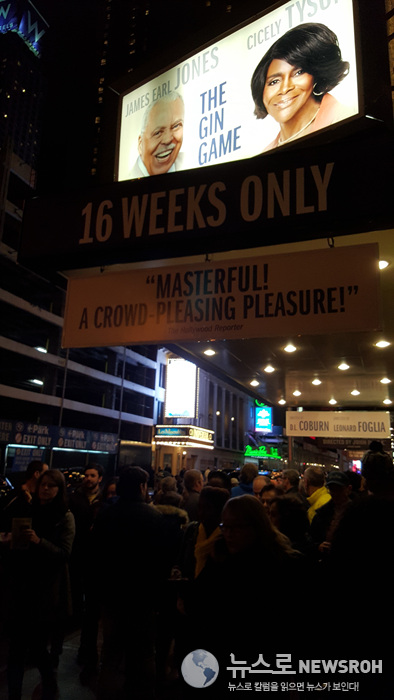 JAMES EARL JONES
CICELY TYSON
THE
GIN
GAME
16 WEEKS ONLY
"MASTERFUL!
A CROWD-PLEASING PLEASURE!"
The Hollywood Reporter
D.L. COBURN
LEONARD FOGLIA
EXIT ONLY
EXIT ONLY
뉴스로 NEWSROH
뉴스로 칼럼을 읽으면 뉴스가 보인다!